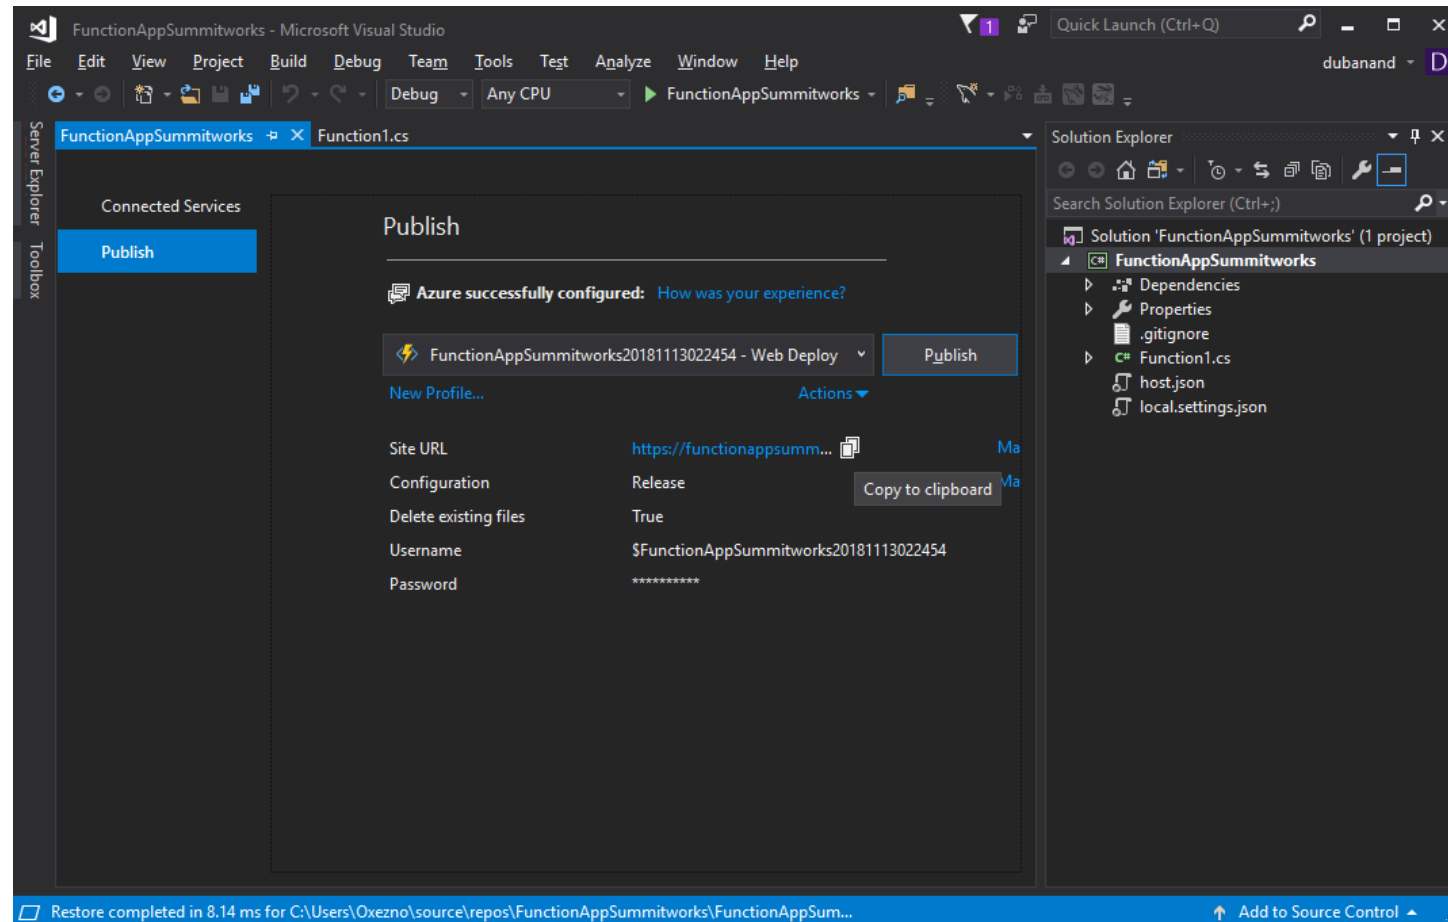 FunctionAppSummitworks - Microsoft Visual Studio
1
Quick Launch (Ctrl+Q)
File Edit View Project Build Debug Team Tools Test Analyze Window Help
dubanand
D
Debug Any CPU FunctionAppSummitworks
Server Explorer
Toolbox
FunctionAppSummitworks Function1.cs
Connected Services
Publish
Publish
Azure successfully configured: How was your experience?
FunctionAppSummitworks20181113022454 - Web Deploy
Publish
New Profile... Actions
Site URL https://functionappsumm... Ma
Configuration Release Ma
Copy to clipboard
Delete existing files True
Username $FunctionAppSummitworks20181113022454
Password **********
Solution Explorer
Search Solution Explorer (Ctrl+;)
Solution 'FunctionAppSummitworks' (1 project)
C# FunctionAppSummitworks
Dependencies
Properties
.gitignore
C# Function1.cs
host.json
local.settings.json
Restore completed in 8.14 ms for C:\Users\Oxezno\source\repos\FunctionAppSummitworks\FunctionAppSum...
Add to Source Control